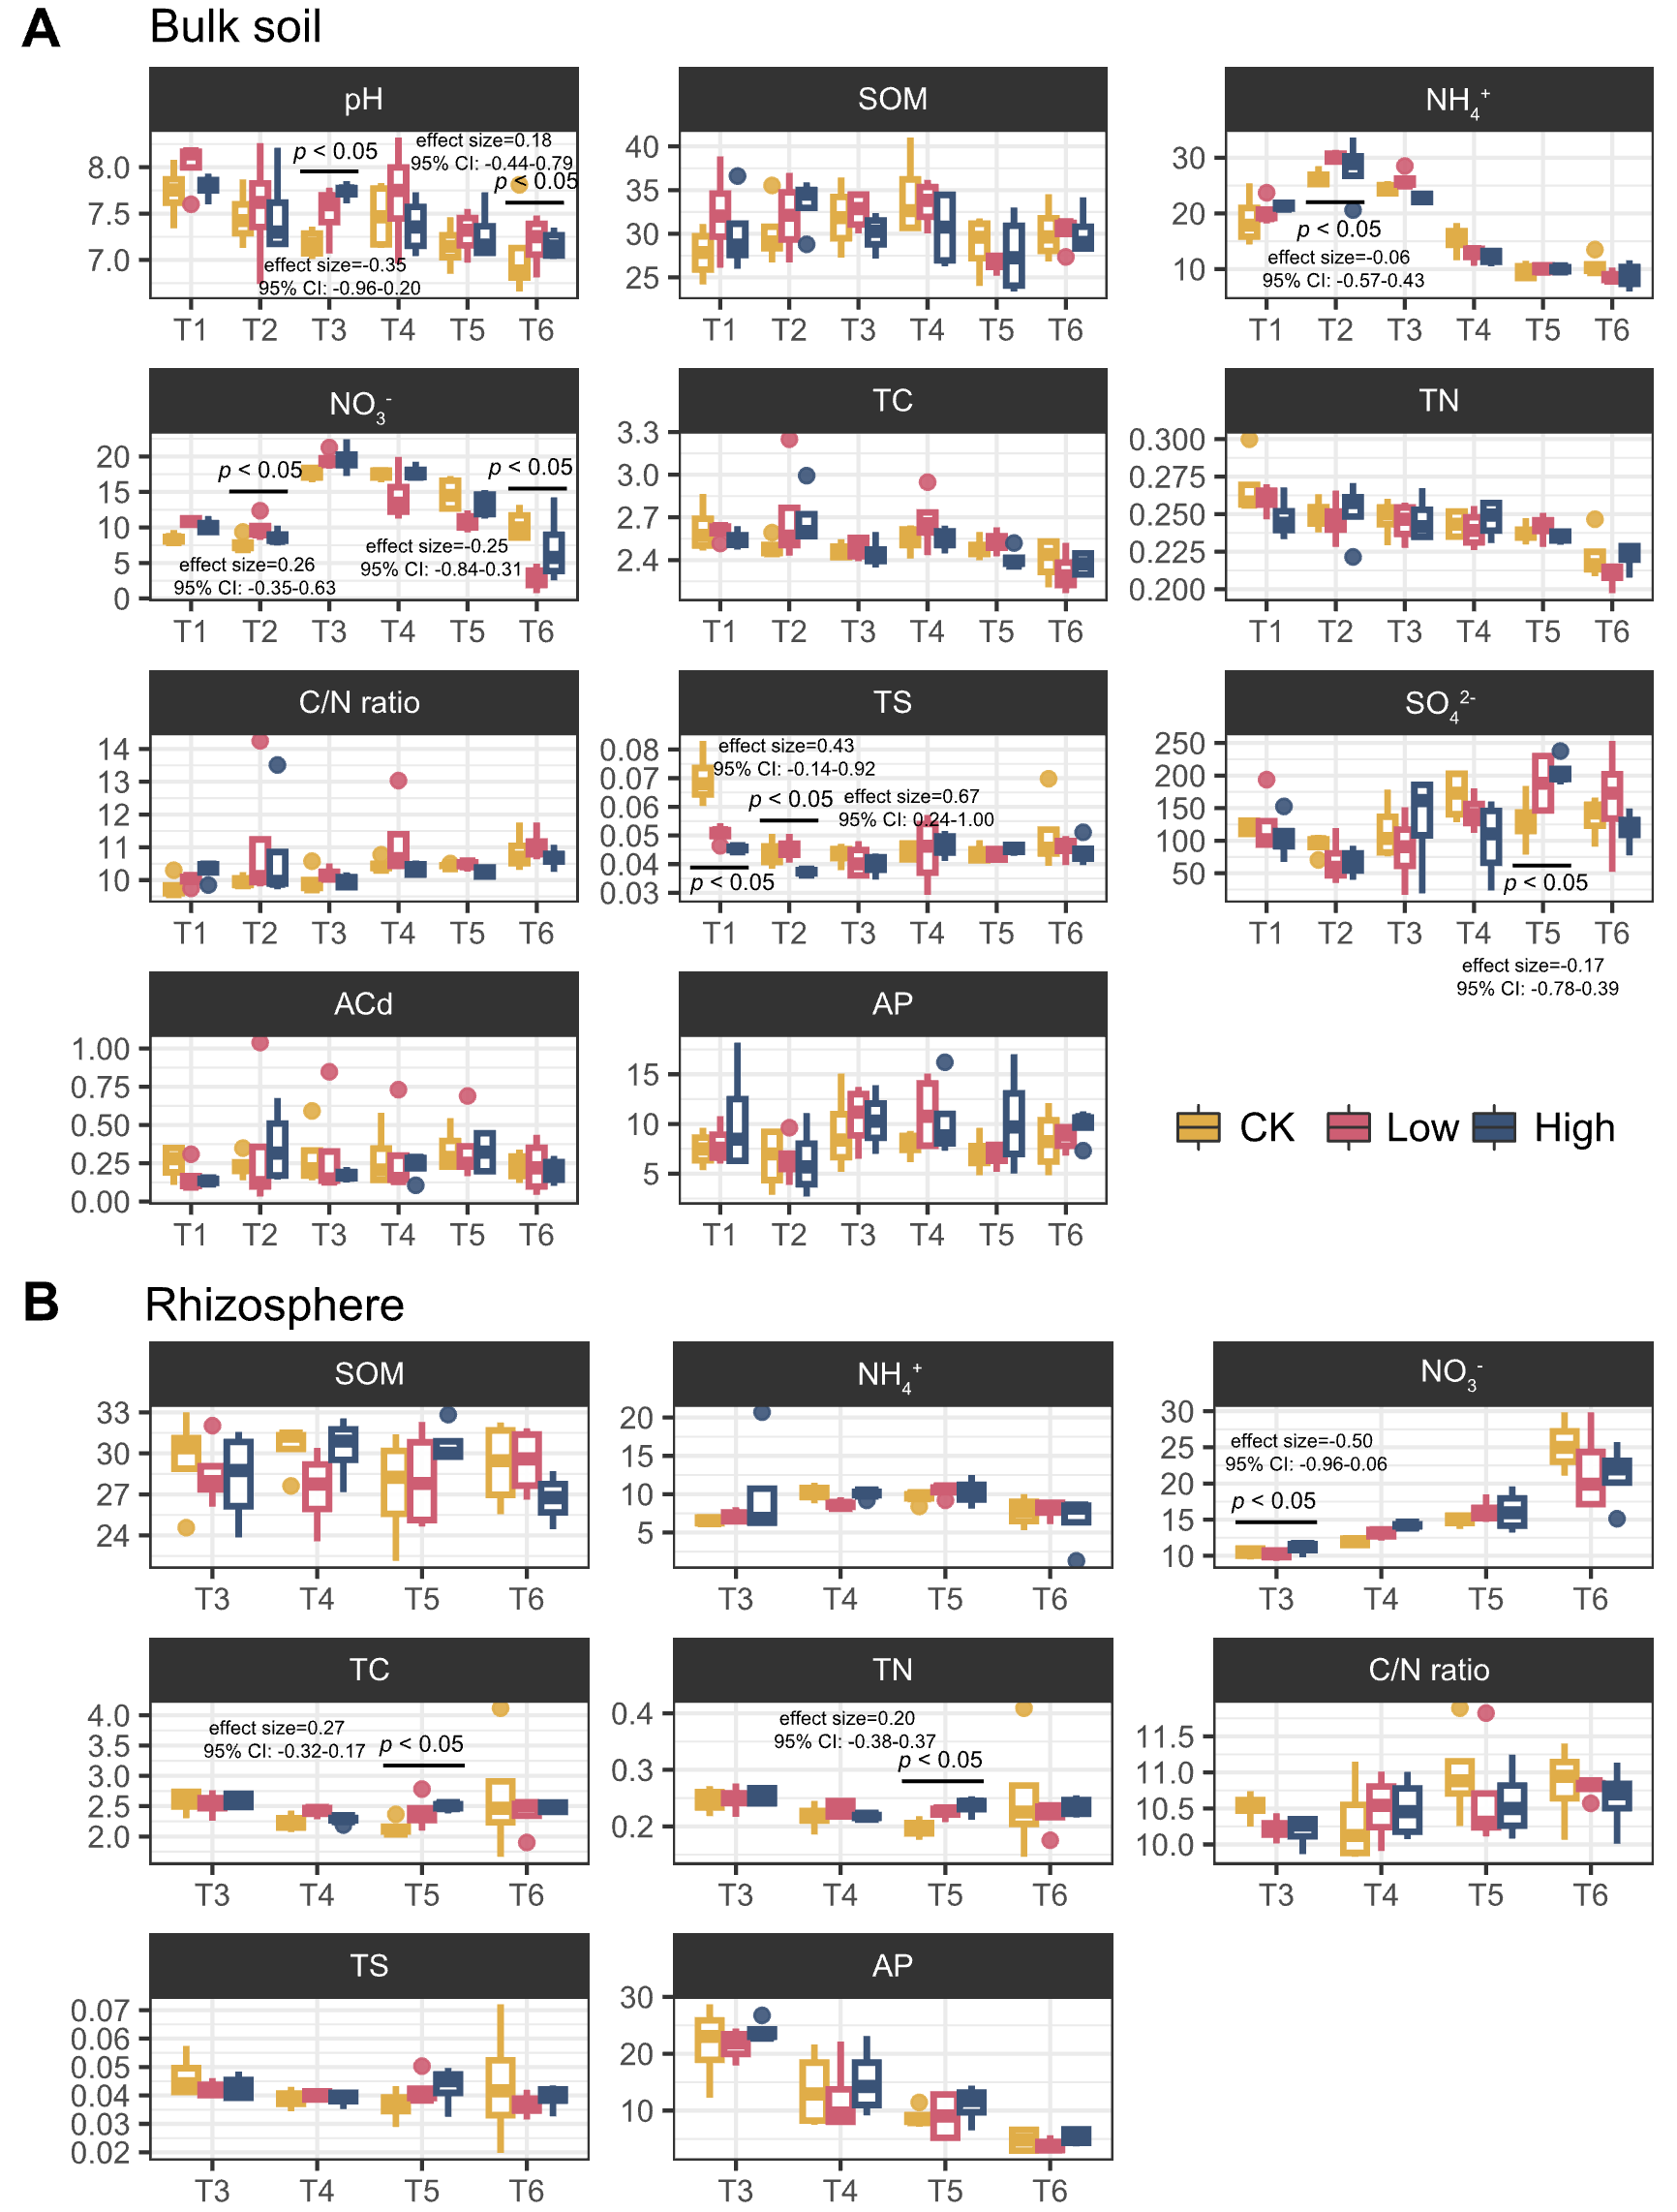 A Bulk soil
pH SOM NH4+
8.0
7.5
7.0
effect size=0.18
95% CI: -0.44-0.79
p < 0.05
p < 0.05
effect size=-0.35
95% CI: -0.96-0.20
T1 T2 T3 T4 T5 T6
40
35
30
25
T1 T2 T3 T4 T5 T6
30
20
10
p < 0.05
effect size=-0.06
95% CI: -0.57-0.43
T1 T2 T3 T4 T5 T6
NO3- TC TN
20
15
10
5
0
p < 0.05
p < 0.05
effect size=0.26
95% CI: -0.35-0.63
effect size=-0.25
95% CI: -0.84-0.31
T1 T2 T3 T4 T5 T6
3.3
3.0
2.7
2.4
T1 T2 T3 T4 T5 T6
0.300
0.275
0.250
0.225
0.200
T1 T2 T3 T4 T5 T6
C/N ratio TS SO42-
14
13
12
11
10
T1 T2 T3 T4 T5 T6
0.08
0.07
0.06
0.05
0.04
0.03
effect size=0.43
95% CI: -0.14-0.92
p < 0.05
effect size=0.67
95% CI: 0.24-1.00
p < 0.05
T1 T2 T3 T4 T5 T6
250
200
150
100
50
p < 0.05
T1 T2 T3 T4 T5 T6
effect size=-0.17
95% CI: -0.78-0.39
ACd AP
1.00
0.75
0.50
0.25
0.00
T1 T2 T3 T4 T5 T6
15
10
5
T1 T2 T3 T4 T5 T6
CK Low High
B Rhizosphere
SOM NH4+ NO3-
33
30
27
24
T3 T4 T5 T6
20
15
10
5
T3 T4 T5 T6
30
25
20
15
10
effect size=-0.50
95% CI: -0.96-0.06
p < 0.05
T3 T4 T5 T6
TC TN C/N ratio
4.0
3.5
3.0
2.5
2.0
effect size=0.27
95% CI: -0.32-0.17
p < 0.05
T3 T4 T5 T6
0.4
0.3
0.2
effect size=0.20
95% CI: -0.38-0.37
p < 0.05
T3 T4 T5 T6
11.5
11.0
10.5
10.0
T3 T4 T5 T6
TS AP
0.07
0.06
0.05
0.04
0.03
0.02
T3 T4 T5 T6
30
20
10
T3 T4 T5 T6